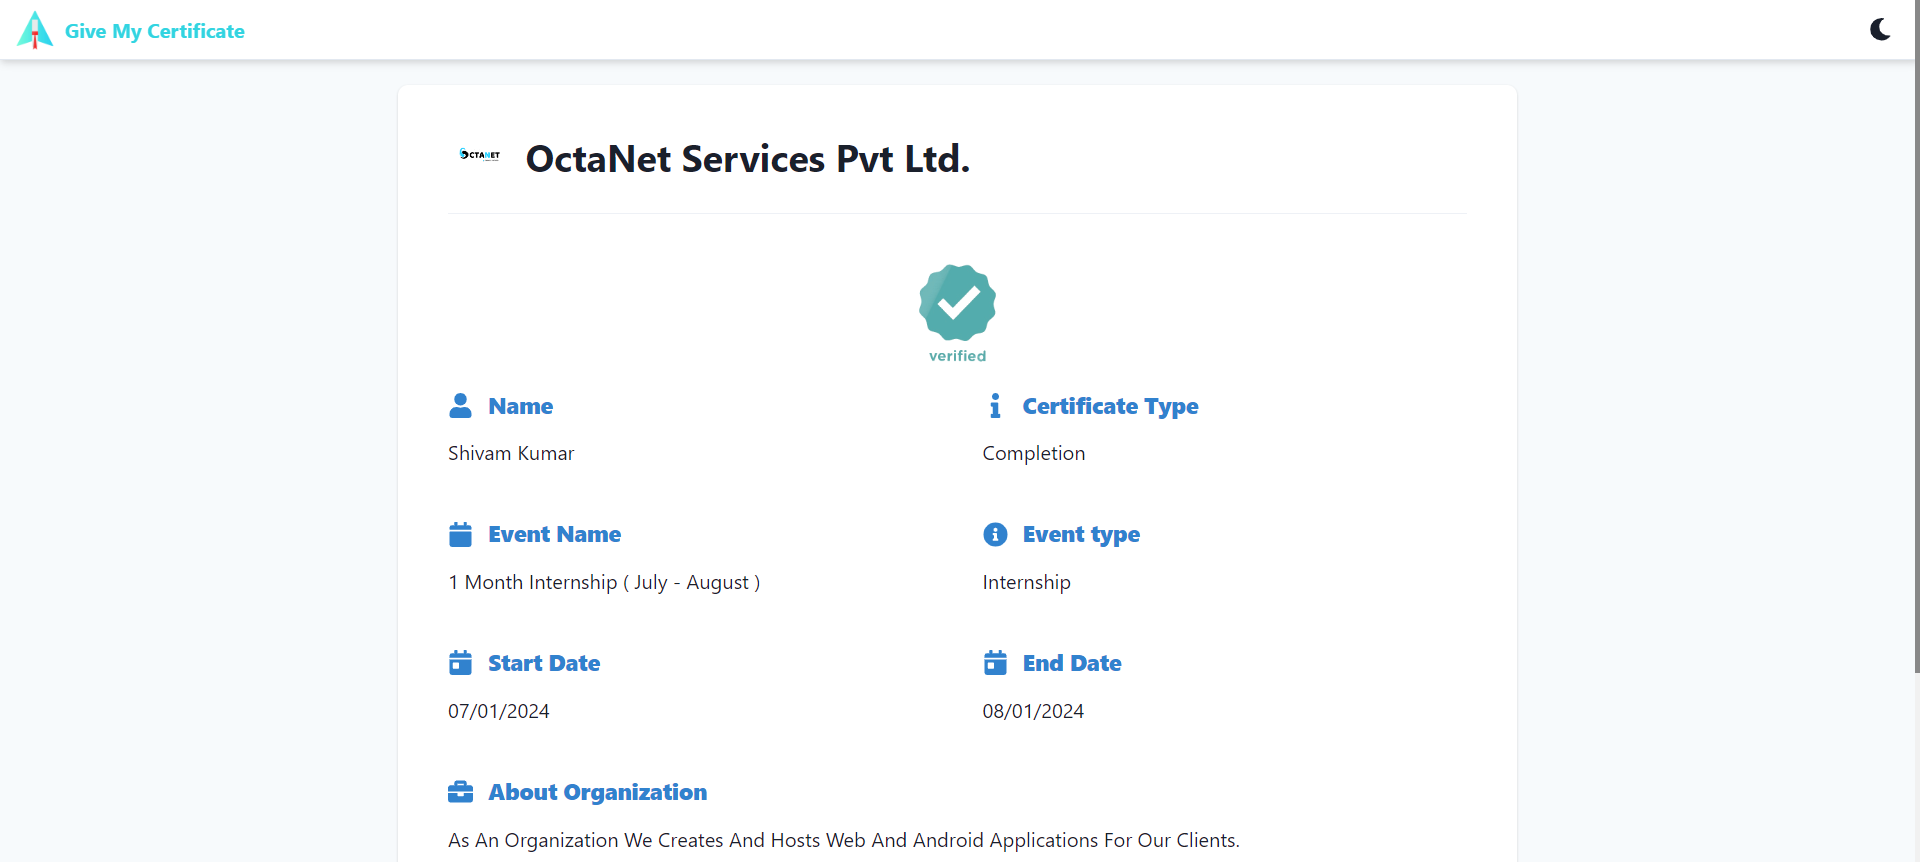 Give My Certificate
OCTANET
OctaNet Services Pvt Ltd.
verified
Name
Certificate Type
Shivam Kumar
Completion
Event Name
Event type
1 Month Internship ( July - August )
Internship
Start Date
End Date
07/01/2024
08/01/2024
About Organization
As An Organization We Creates And Hosts Web And Android Applications For Our Clients.